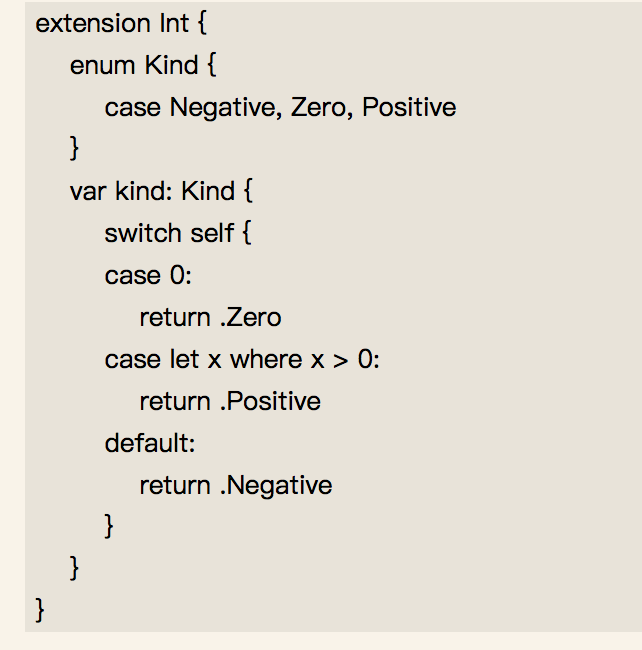 extension Int {
enum Kind {
case Negative, Zero, Positive
}
var kind: Kind {
switch self {
case 0:
return .Zero
case let x where x > 0:
return .Positive
default:
return .Negative
}
}
}